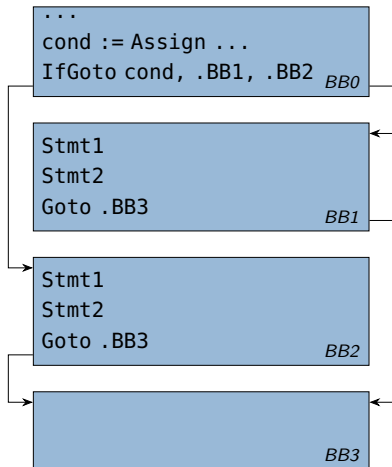 ...
cond := Assign ...
IfGoto cond, .BB1, .BB2
BB0
Stmt1
Stmt2
Goto .BB3
BB1
Stmt1
Stmt2
Goto .BB3
BB2
BB3